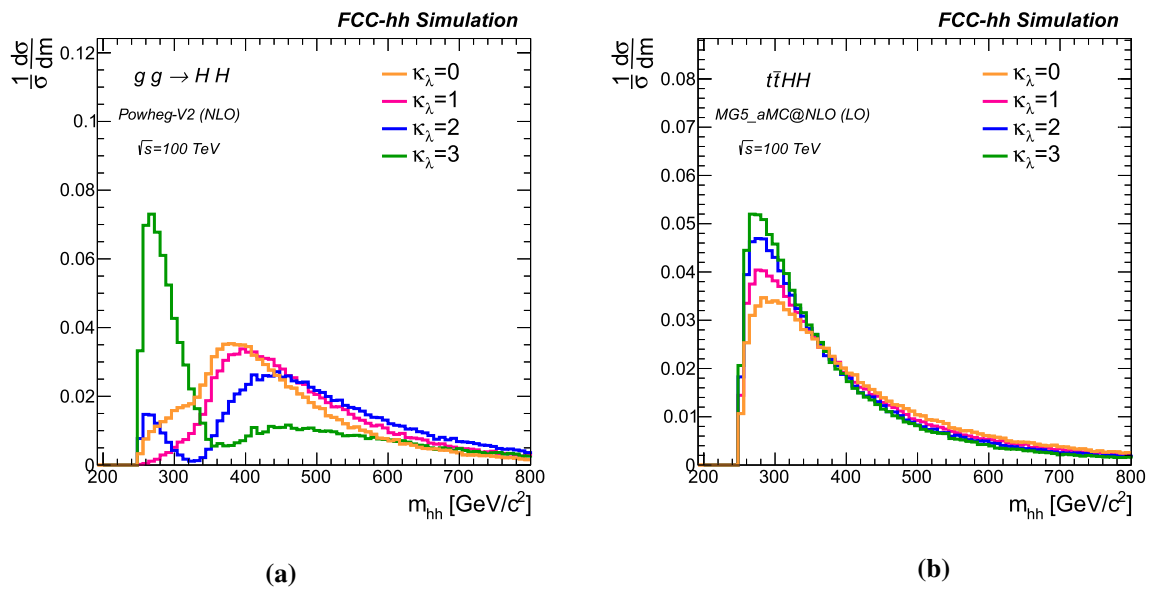 FCC-hh Simulation
1/σ dσ/dm
0.12
0.1
0.08
0.06
0.04
0.02
0
g g → H H
Powheg-V2 (NLO)
√s=100 TeV
κλ=0
κλ=1
κλ=2
κλ=3
200 300 400 500 600 700 800
m_hh [GeV/c²]
(a)
FCC-hh Simulation
1/σ dσ/dm
0.08
0.07
0.06
0.05
0.04
0.03
0.02
0.01
0
tt̄HH
MG5_aMC@NLO (LO)
√s=100 TeV
κλ=0
κλ=1
κλ=2
κλ=3
200 300 400 500 600 700 800
m_hh [GeV/c²]
(b)